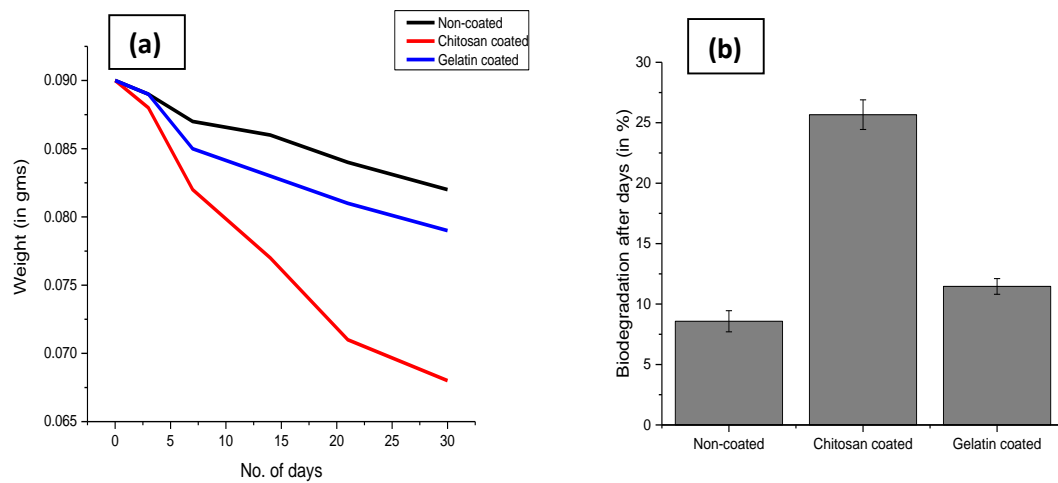 (a)
Non-coated
Chitosan coated
Gelatin coated
0.090
0.085
0.080
0.075
0.070
0.065
Weight (in gms)
0 5 10 15 20 25 30
No. of days
(b)
30
25
20
15
10
5
0
Biodegradation after days (in %)
Non-coated Chitosan coated Gelatin coated